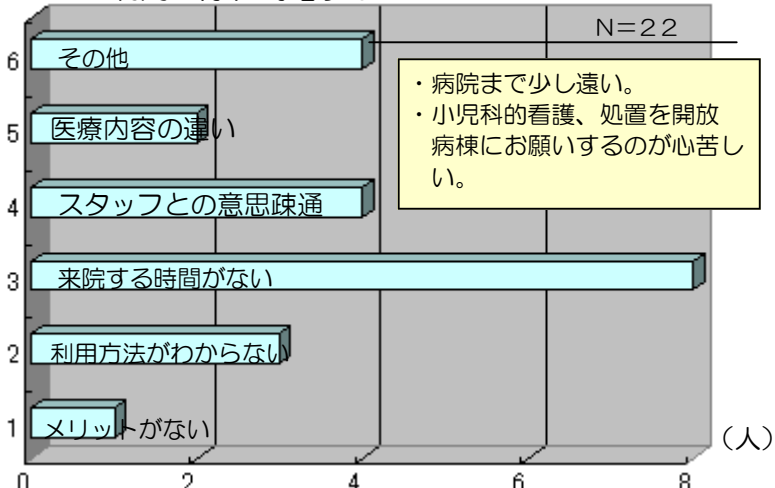 N=22
6 その他
・病院まで少し遠い。
・小児科的看護、処置を開放
病棟にお願いするのが心苦し
い。
5 医療内容の違い
4 スタッフとの意思疎通
3 来院する時間がない
2 利用方法がわからない
1 メリットがない
(人)
0 2 4 6 8